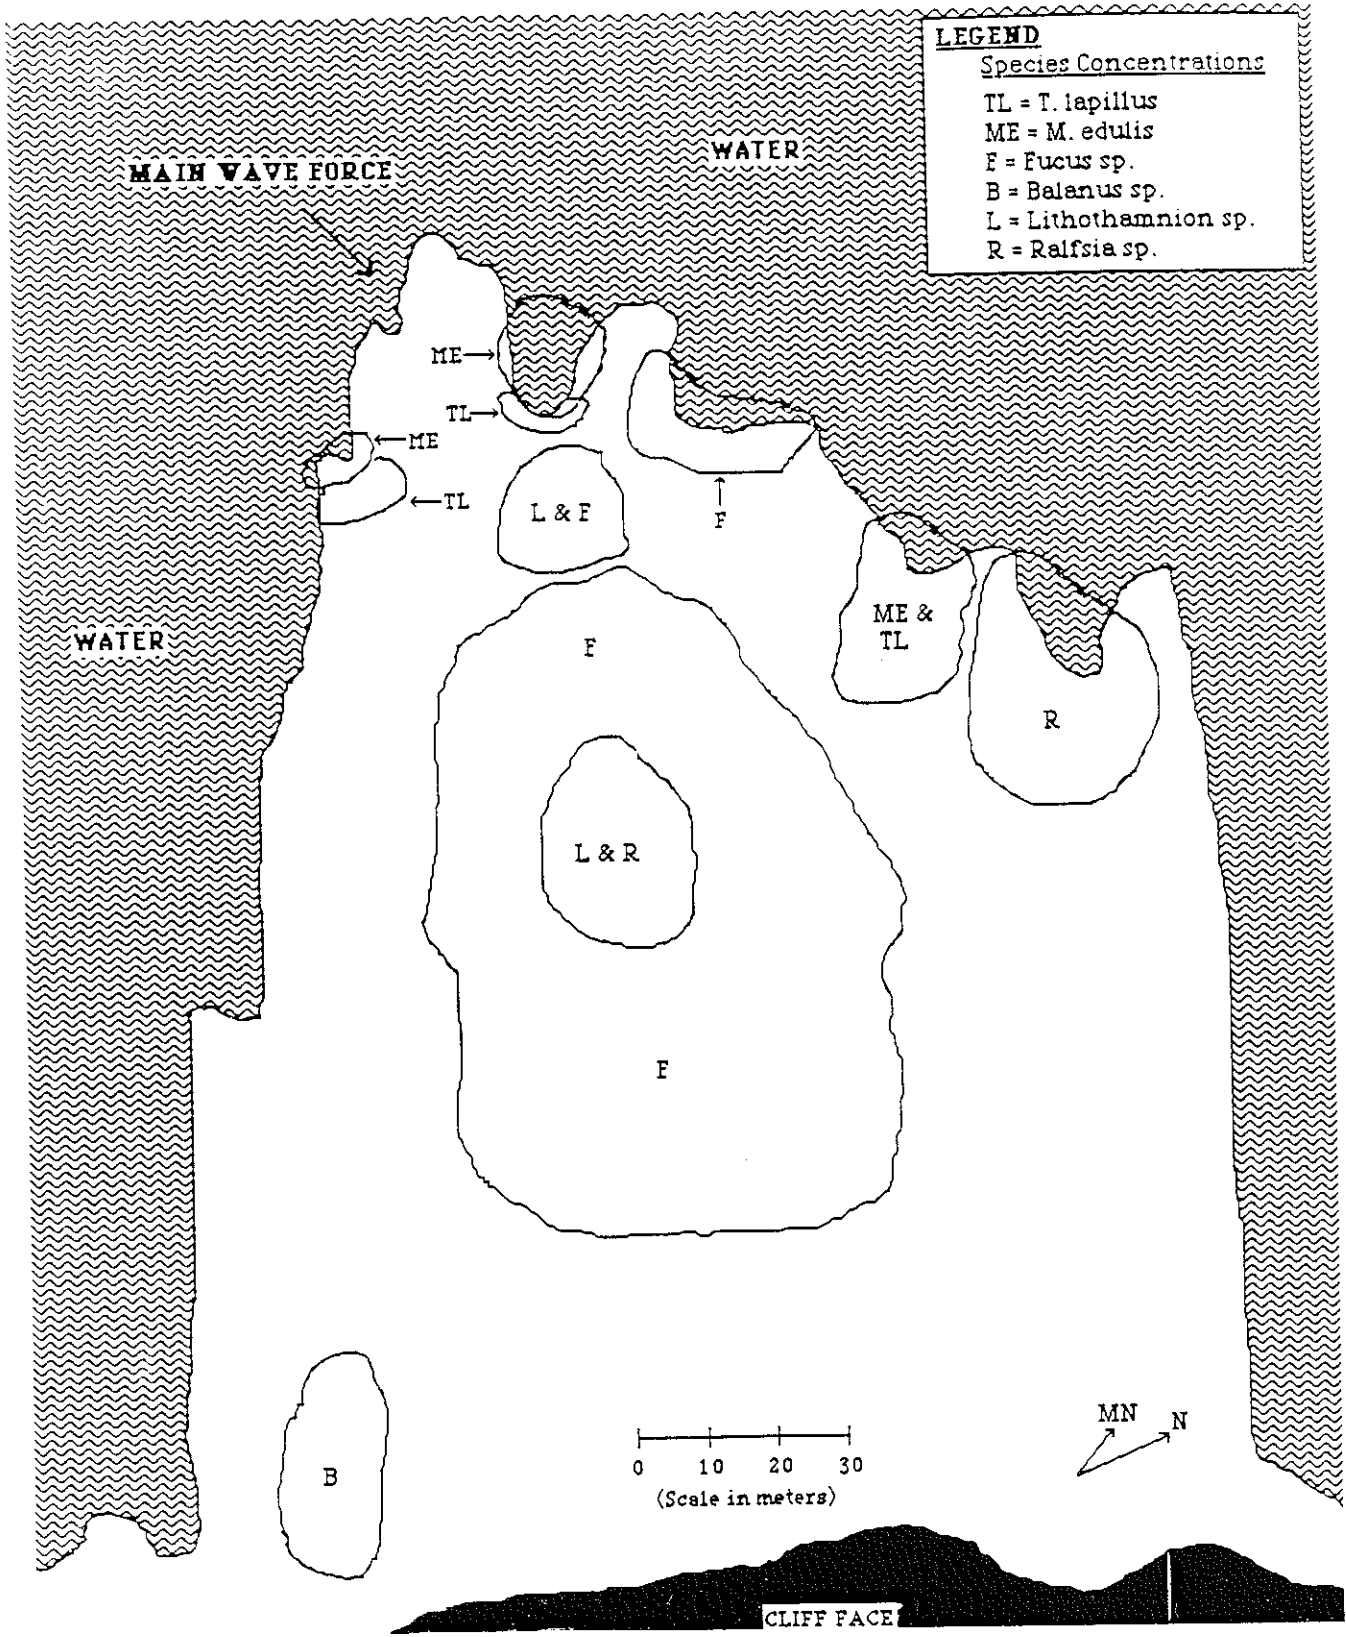 LEGEND
Species Concentrations
TL = T. lapillus
ME = M. edulis
F = Fucus sp.
B = Balanus sp.
L = Lithothamnion sp.
R = Ralfsia sp.
WATER
MAIN WAVE FORCE
ME
TL
ME
TL
L & F
F
WATER
F
ME &
TL
R
L & R
F
B
MN
N
0 10 20 30
(Scale in meters)
CLIFF FACE